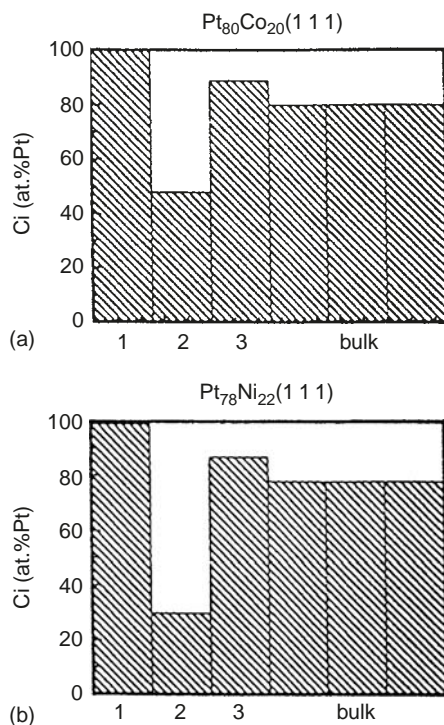 Pt80Co20(1 1 1)
100
80
60
40
20
0
Ci (at.%Pt)
1 2 3 bulk
(a)
Pt78Ni22(1 1 1)
100
80
60
40
20
0
Ci (at.%Pt)
1 2 3 bulk
(b)